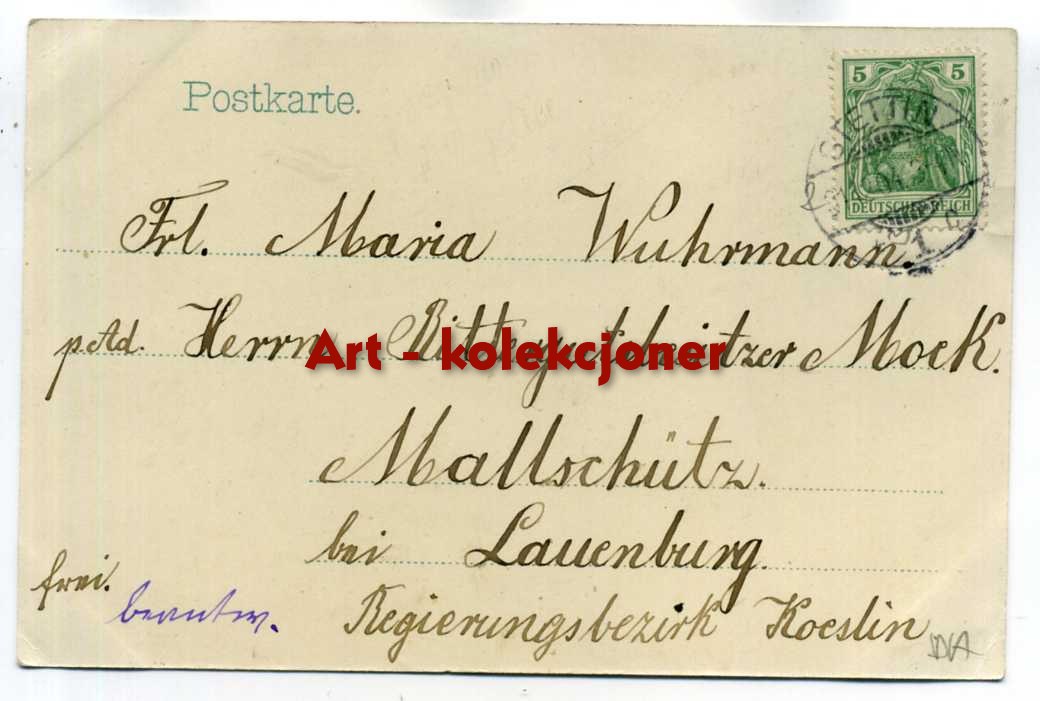 Postkarte.
5 5
DEUTSCHES REICH
STETTIN
Frl. Maria Wuhrmann.
p. Ad. Herrn Rittergutsbesitzer Mock.
Art - kolekcjoner
Mallschütz.
bei Lauenburg.
frei.
beantw. Regierungsbezirk Koeslin